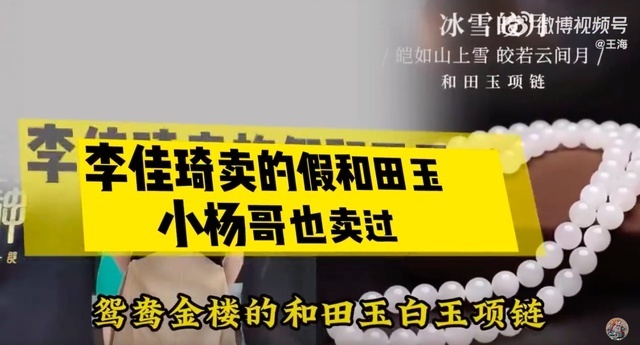 微博视频号
@王海
冰雪的月
皑如山上雪 皎若云间月
和田玉项链
李佳琦卖的假和田玉
小杨哥也卖过
鸳鸯金楼的和田玉白玉项链